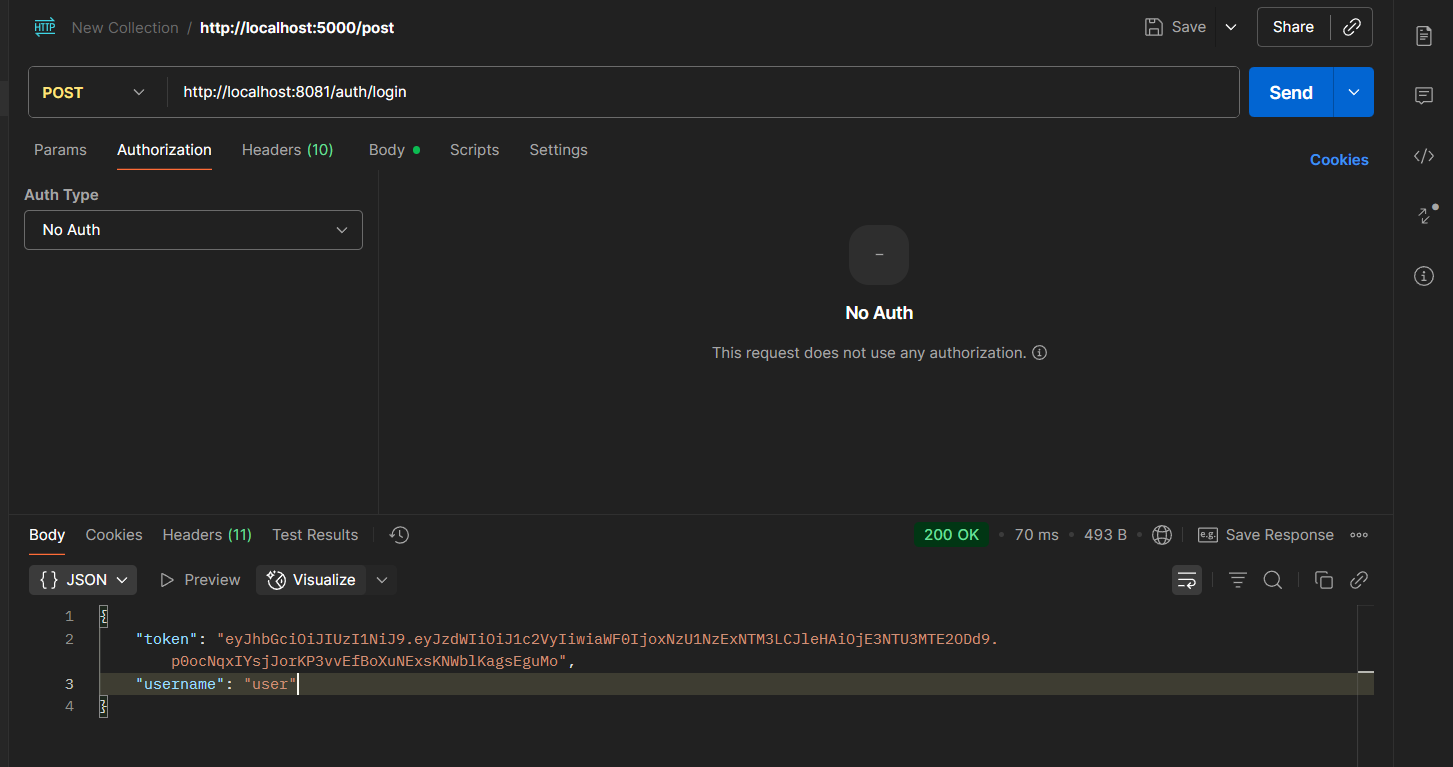 HTTP New Collection / http://localhost:5000/post Save Share
POST http://localhost:8081/auth/login Send
Params Authorization Headers (10) Body Scripts Settings Cookies
Auth Type
No Auth
–
No Auth
This request does not use any authorization.
Body Cookies Headers (11) Test Results 200 OK • 70 ms • 493 B • e.g. Save Response
{} JSON Preview Visualize
1 {
2 "token": "eyJhbGciOiJIUzI1NiJ9.eyJzdWIiOiJ1c2VyIiwiaWF0IjoxNzU1NzExNTM3LCJleHAiOjE3NTU3MTE2ODd9.
p0ocNqxIYsjJorKP3vvEfBoXuNExsKNWblKagsEguMo",
3 "username": "user"
4 }